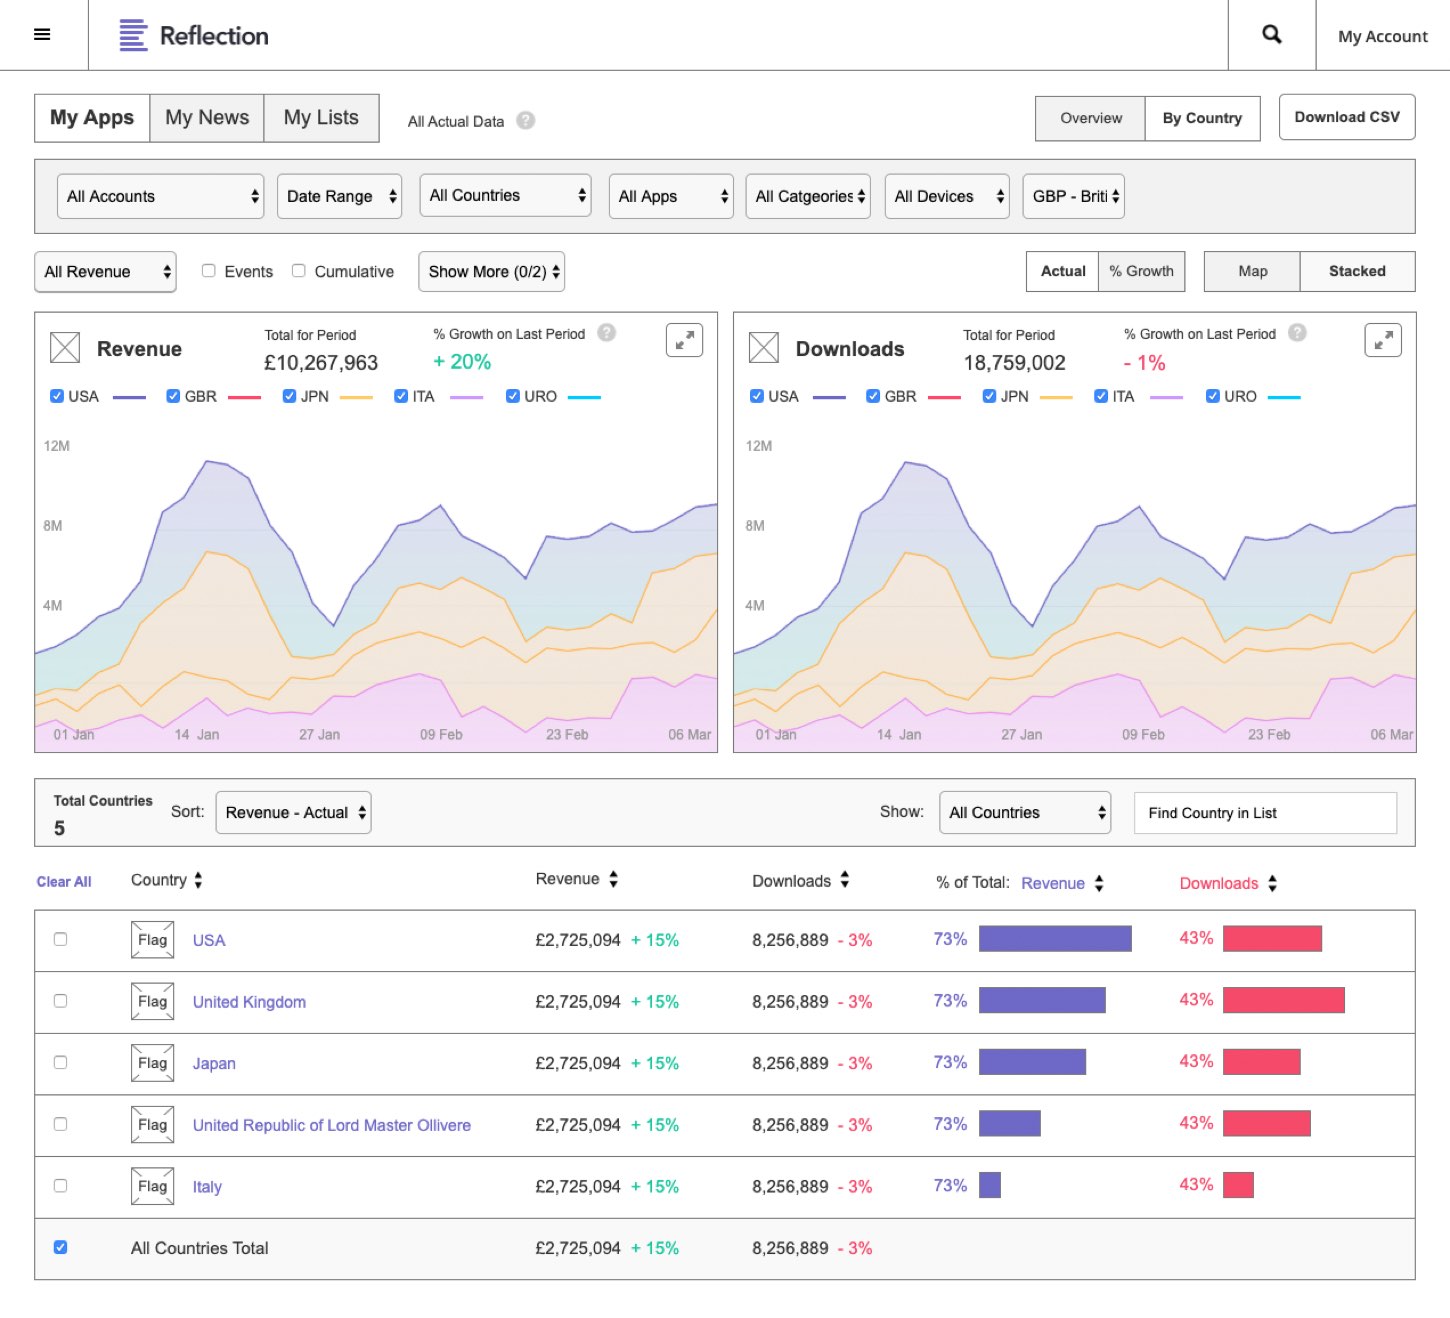 Reflection
My Account
My Apps My News My Lists All Actual Data ? Overview By Country Download CSV
All Accounts Date Range All Countries All Apps All Catgeories All Devices GBP - Briti
All Revenue Events Cumulative Show More (0/2) Actual % Growth Map Stacked
Revenue
Total for Period
£10,267,963
% Growth on Last Period ?
+ 20%
USA GBR JPN ITA URO
12M
8M
4M
01 Jan 14 Jan 27 Jan 09 Feb 23 Feb 06 Mar
Downloads
Total for Period
18,759,002
% Growth on Last Period ?
- 1%
USA GBR JPN ITA URO
12M
8M
4M
01 Jan 14 Jan 27 Jan 09 Feb 23 Feb 06 Mar
Total Countries
5
Sort: Revenue - Actual Show: All Countries Find Country in List
Clear All Country Revenue Downloads % of Total: Revenue Downloads
Flag USA £2,725,094 + 15% 8,256,889 - 3% 73% 43%
Flag United Kingdom £2,725,094 + 15% 8,256,889 - 3% 73% 43%
Flag Japan £2,725,094 + 15% 8,256,889 - 3% 73% 43%
Flag United Republic of Lord Master Ollivere £2,725,094 + 15% 8,256,889 - 3% 73% 43%
Flag Italy £2,725,094 + 15% 8,256,889 - 3% 73% 43%
All Countries Total £2,725,094 + 15% 8,256,889 - 3%